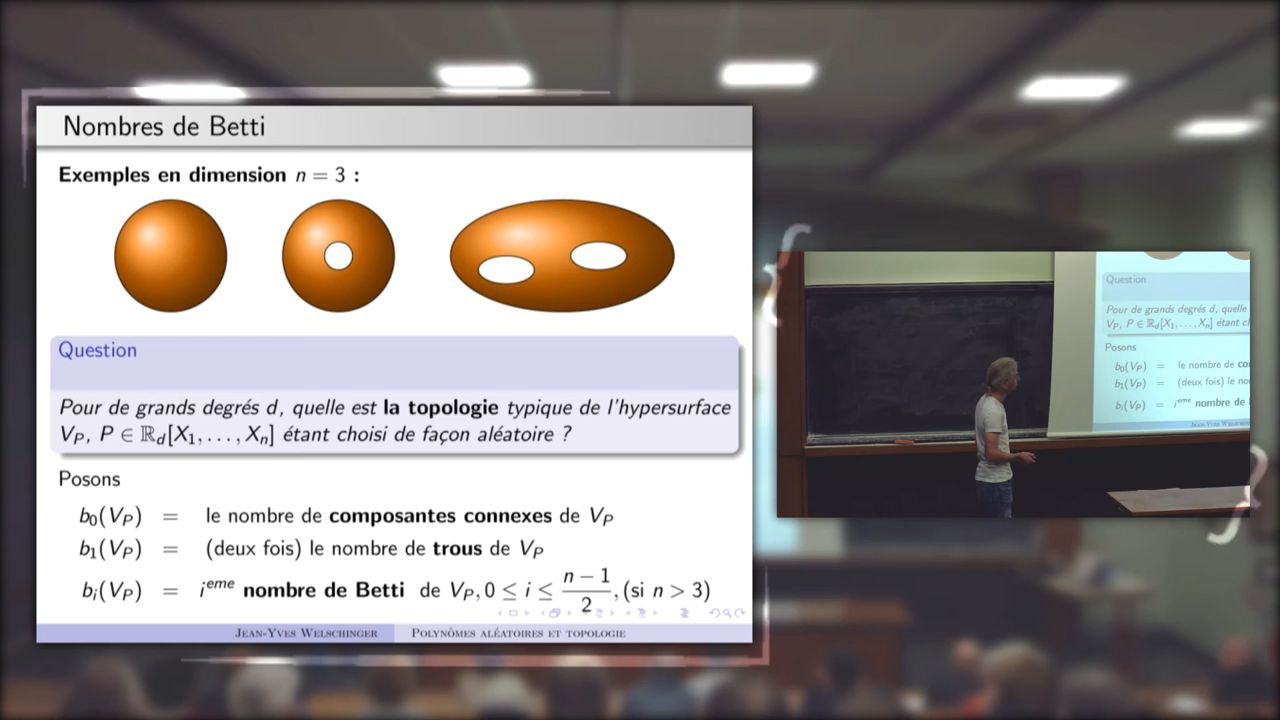 Nombres de Betti
Exemples en dimension n = 3 :
Question
Pour de grands degrés d, quelle est la topologie typique de l'hypersurface
V_P, P ∈ ℝ_d[X_1, . . . , X_n] étant choisi de façon aléatoire ?
Posons
b_0(V_P) = le nombre de composantes connexes de V_P
b_1(V_P) = (deux fois) le nombre de trous de V_P
b_i(V_P) = i^eme nombre de Betti de V_P, 0 ≤ i ≤ (n − 1)/2, (si n > 3)
Jean-Yves Welschinger Polynômes aléatoires et topologie
Question
Pour de grands degrés d, quelle
V_P, P ∈ ℝ_d[X_1, . . . , X_n] étant
Posons
b_0(V_P) = le nombre de
b_1(V_P) = (deux fois) le
b_i(V_P) = i^eme nombre de